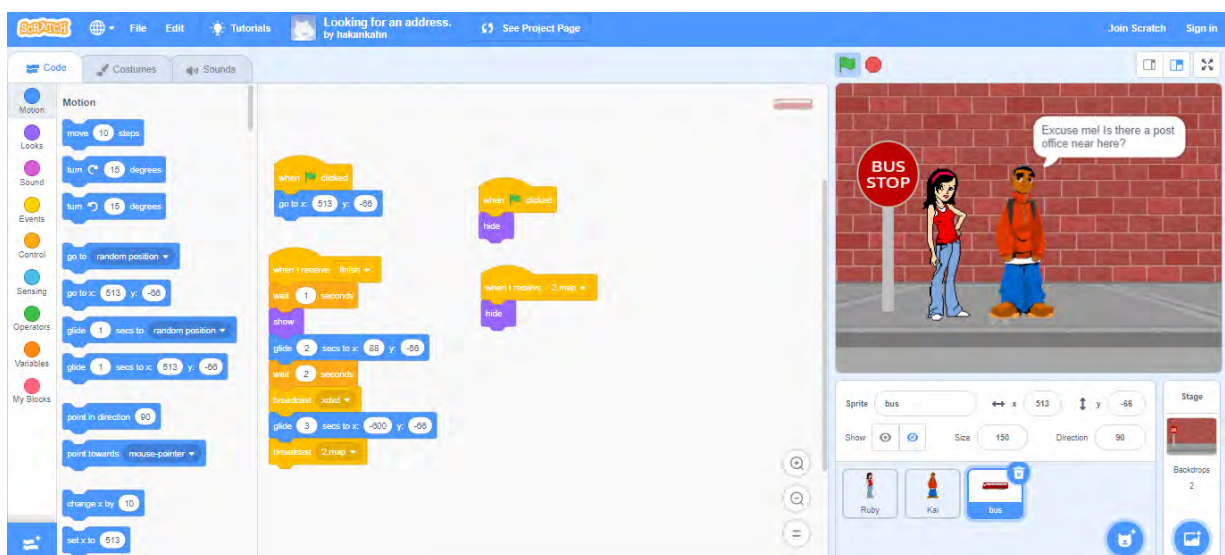 SCRATCH
File
Edit
Tutorials
Looking for an address.
by hakankahn
See Project Page
Join Scratch
Sign in
Code
Costumes
Sounds
Motion
Looks
Sound
Events
Control
Sensing
Operators
Variables
My Blocks
Motion
move 10 steps
turn 15 degrees
turn 15 degrees
go to random position
go to x: 513 y: -66
glide 1 secs to random position
glide 1 secs to x: 513 y: -66
point in direction 90
point towards mouse-pointer
change x by 10
set x to 513
when clicked
go to x: 513 y: -66
when I receive finish
wait 1 seconds
show
glide 2 secs to x: 88 y: -66
wait 2 seconds
broadcast xdxd
glide 3 secs to x: -600 y: -66
broadcast 2.map
when clicked
hide
when I receive 2.map
hide
BUS
STOP
Excuse me! Is there a post
office near here?
Sprite bus x 513 y -66
Show Size 150 Direction 90
Ruby
Kai
bus
Stage
Backdrops
2